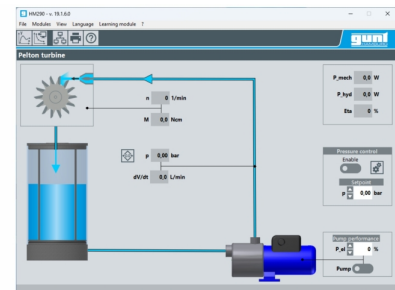 HM290 - v. 19.1.6.0
File Modules View Language Learning module ?
gunt
Pelton turbine
n 0 1/min
M 0,0 Ncm
p 0,00 bar
dV/dt 0,0 L/min
P_mech 0,0 W
P_hyd 0,0 W
Eta 0 %
Pressure control
Enable
Setpoint
p 0,00 bar
Pump performance
P_el 0 %
Pump